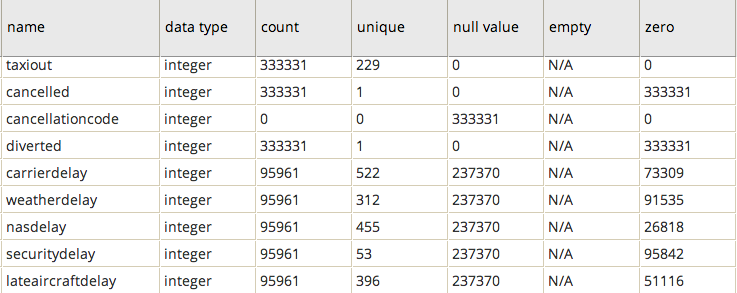 name data type count unique null value empty zero
taxiout integer 333331 229 0 N/A 0
cancelled integer 333331 1 0 N/A 333331
cancellationcode integer 0 0 333331 N/A 0
diverted integer 333331 1 0 N/A 333331
carrierdelay integer 95961 522 237370 N/A 73309
weatherdelay integer 95961 312 237370 N/A 91535
nasdelay integer 95961 455 237370 N/A 26818
securitydelay integer 95961 53 237370 N/A 95842
lateaircraftdelay integer 95961 396 237370 N/A 51116